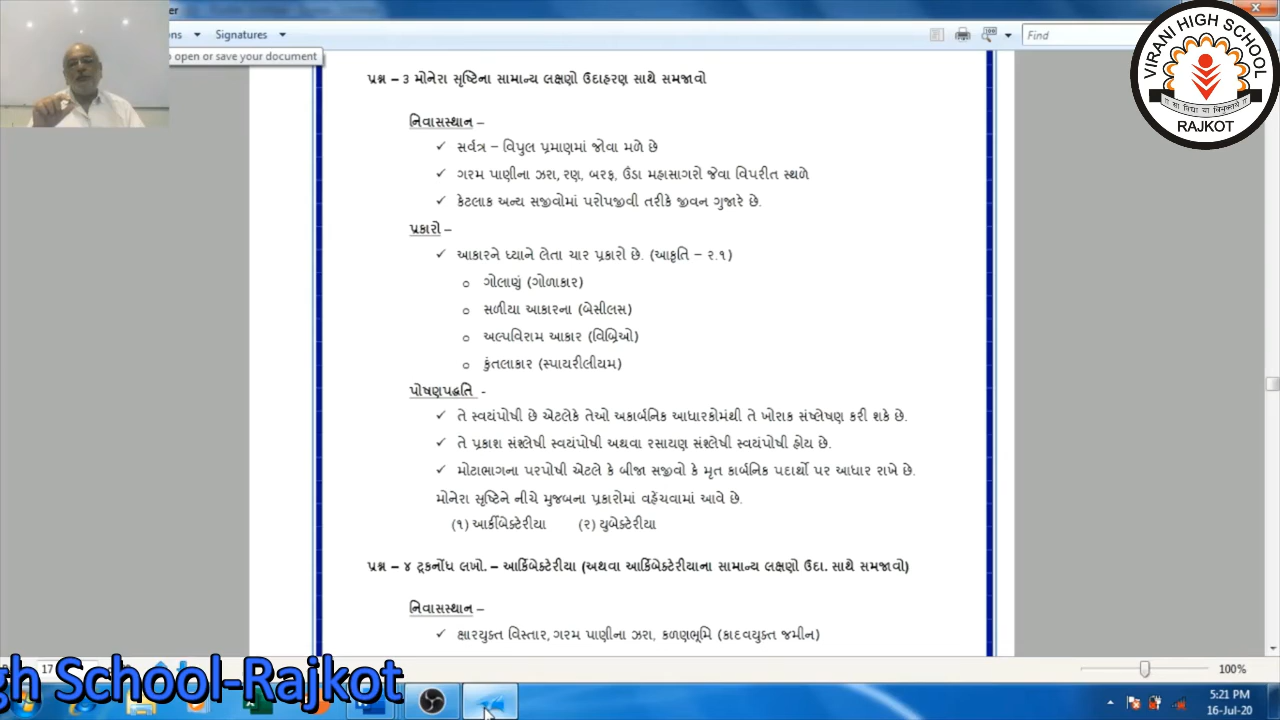 Signatures
open or save your document
Find
VIRANI HIGH SCHOOL
RAJKOT
પ્રશ્ન – 3 મોનેરા સૃષ્ટિના સામાન્ય લક્ષણો ઉદાહરણ સાથે સમજાવો
નિવાસસ્થાન –
✓ સર્વત્ર – વિપુલ પ્રમાણમાં જોવા મળે છે
✓ ગરમ પાણીના ઝરા, રણ, બરફ, ઉંડા મહાસાગરો જેવા વિપરીત સ્થળે
✓ કેટલાક અન્ય સજીવોમાં પરોપજીવી તરીકે જીવન ગુજારે છે.
પ્રકારો –
✓ આકારને ધ્યાને લેતા ચાર પ્રકારો છે. (આકૃતિ – ૨.૧)
o ગોલાણું (ગોળાકાર)
o સળીયા આકારના (બેસીલસ)
o અલ્પવિરામ આકાર (વિબ્રિઓ)
o કુંતલાકાર (સ્પાયરીલીયમ)
પોષણપદ્ધતિ -
✓ તે સ્વયંપોષી છે એટલેકે તેઓ અકાર્બનિક આધારકોમંથી તે ખોરાક સંષ્લેષણ કરી શકે છે.
✓ તે પ્રકાશ સંશ્લેષી સ્વયંપોષી અથવા રસાયણ સંશ્લેષી સ્વયંપોષી હોય છે.
✓ મોટાભાગના પરપોષી એટલે કે બીજા સજીવો કે મૃત કાર્બનિક પદાર્થો પર આધાર રાખે છે.
મોનેરા સૃષ્ટિને નીચે મુજબના પ્રકારોમાં વહેંચવામાં આવે છે.
(૧) આર્કીબેક્ટેરીયા (૨) યુબેક્ટેરીયા
પ્રશ્ન – ૪ ટૂકનોંધ લખો. – આર્કિબેક્ટેરીયા (અથવા આર્કિબેક્ટેરીયાના સામાન્ય લક્ષણો ઉદા. સાથે સમજાવો)
નિવાસસ્થાન –
✓ ક્ષારયુક્ત વિસ્તાર, ગરમ પાણીના ઝરા, કળણભૂમિ (કાદવયુક્ત જમીન)
17
100%
gh School-Rajkot
5:21 PM
16-Jul-20